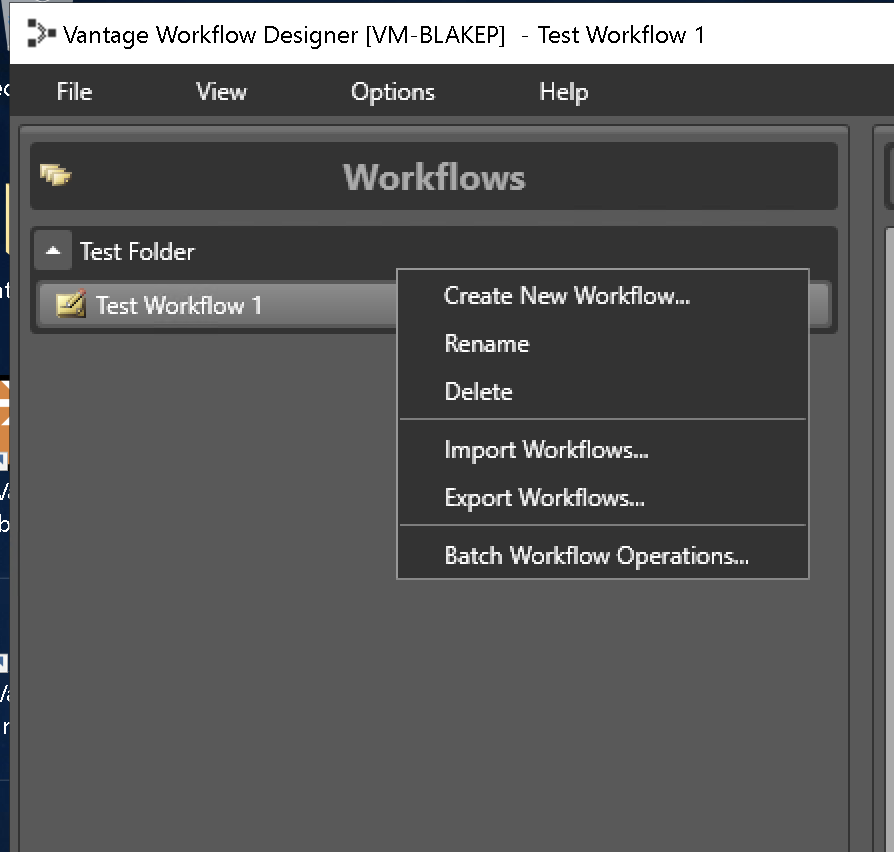 Vantage Workflow Designer [VM-BLAKEP] - Test Workflow 1
File View Options Help
Workflows
Test Folder
Test Workflow 1
Create New Workflow...
Rename
Delete
Import Workflows...
Export Workflows...
Batch Workflow Operations...